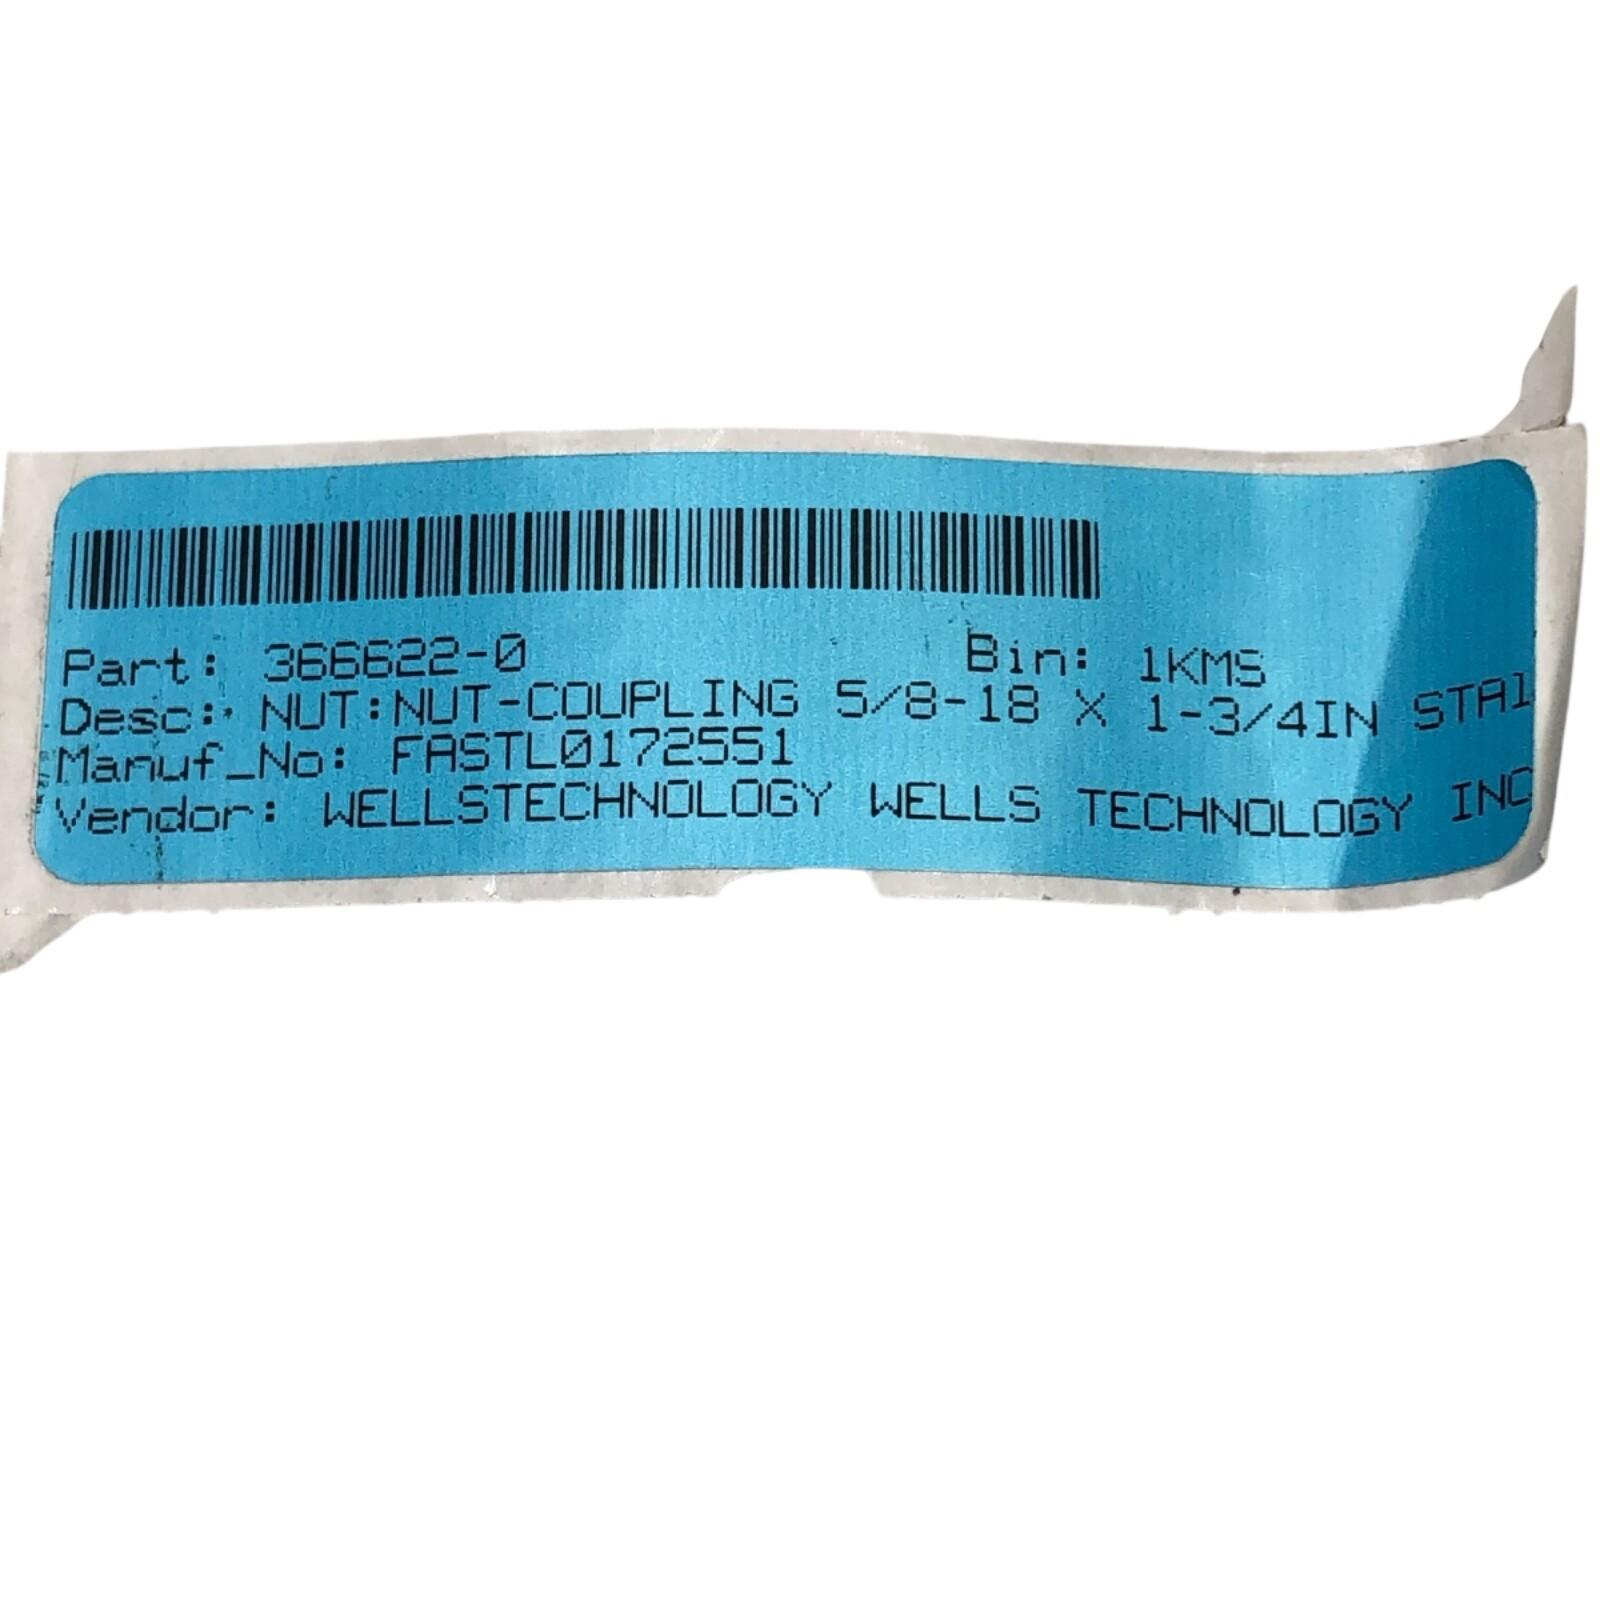 Part: 366622-0 Bin: 1KMS
Desc: NUT:NUT-COUPLING 5/8-18 X 1-3/4IN
Manuf_No: FASTL0172551
Vendor: WELLSTECHNOLOGY WELLS TECHNOLOGY INC